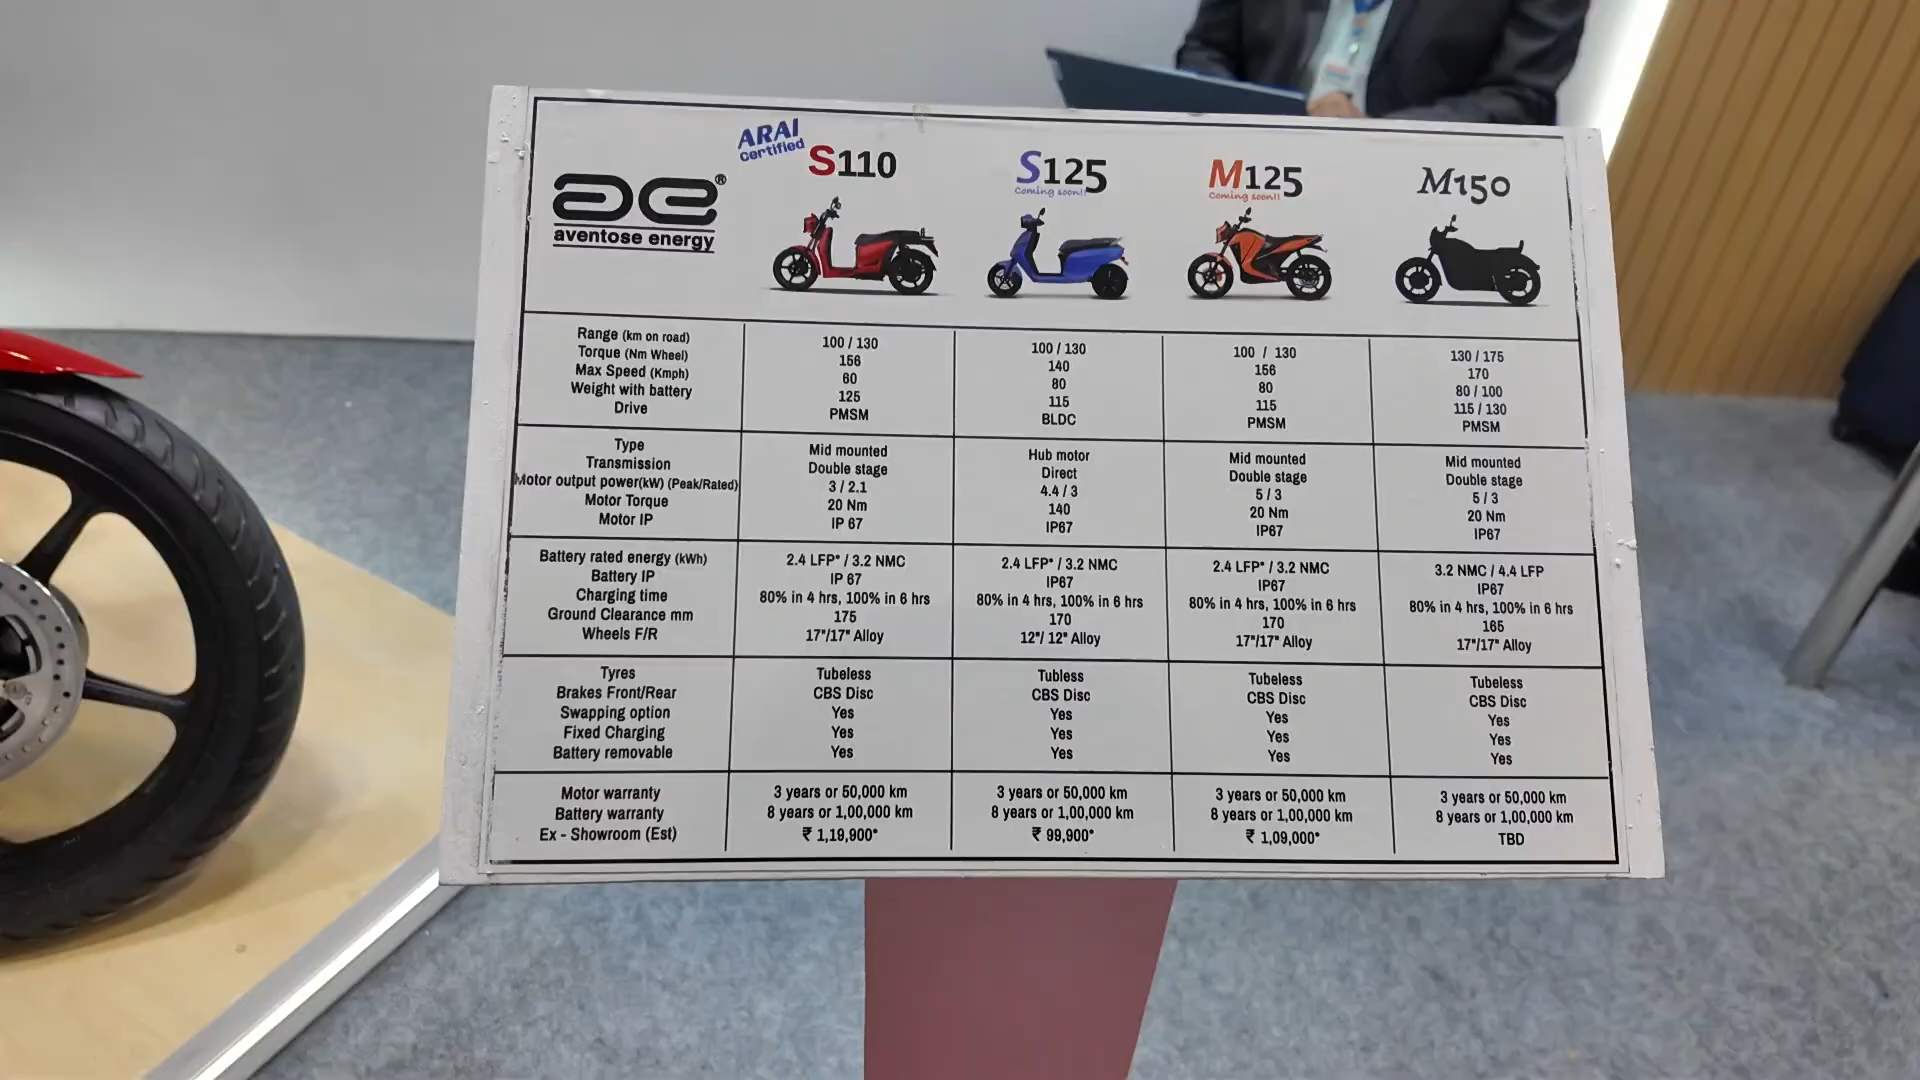 ARAI
certified
S110
S125
Coming soon!!
M125
Coming soon!!
M150
ae®
aventose energy
Range (km on road) 100 / 130 100 / 130 100 / 130 130 / 175
Torque (Nm Wheel) 156 140 156 170
Max Speed (Kmph) 60 80 80 80 / 100
Weight with battery 125 115 115 115 / 130
Drive PMSM BLDC PMSM PMSM
Type Mid mounted Hub motor Mid mounted Mid mounted
Transmission Double stage Direct Double stage Double stage
Motor output power(kW) (Peak/Rated) 3 / 2.1 4.4 / 3 5 / 3 5 / 3
Motor Torque 20 Nm 140 20 Nm 20 Nm
Motor IP IP 67 IP67 IP67 IP67
Battery rated energy (kWh) 2.4 LFP* / 3.2 NMC 2.4 LFP* / 3.2 NMC 2.4 LFP* / 3.2 NMC 3.2 NMC / 4.4 LFP
Battery IP IP 67 IP67 IP67 IP67
Charging time 80% in 4 hrs, 100% in 6 hrs 80% in 4 hrs, 100% in 6 hrs 80% in 4 hrs, 100% in 6 hrs 80% in 4 hrs, 100% in 6 hrs
Ground Clearance mm 175 170 170 165
Wheels F/R 17"/17" Alloy 12"/ 12" Alloy 17"/17" Alloy 17"/17" Alloy
Tyres Tubeless Tubless Tubeless Tubeless
Brakes Front/Rear CBS Disc CBS Disc CBS Disc CBS Disc
Swapping option Yes Yes Yes Yes
Fixed Charging Yes Yes Yes Yes
Battery removable Yes Yes Yes Yes
Motor warranty 3 years or 50,000 km 3 years or 50,000 km 3 years or 50,000 km 3 years or 50,000 km
Battery warranty 8 years or 1,00,000 km 8 years or 1,00,000 km 8 years or 1,00,000 km 8 years or 1,00,000 km
Ex - Showroom (Est) ₹ 1,19,900* ₹ 99,900* ₹ 1,09,000* TBD